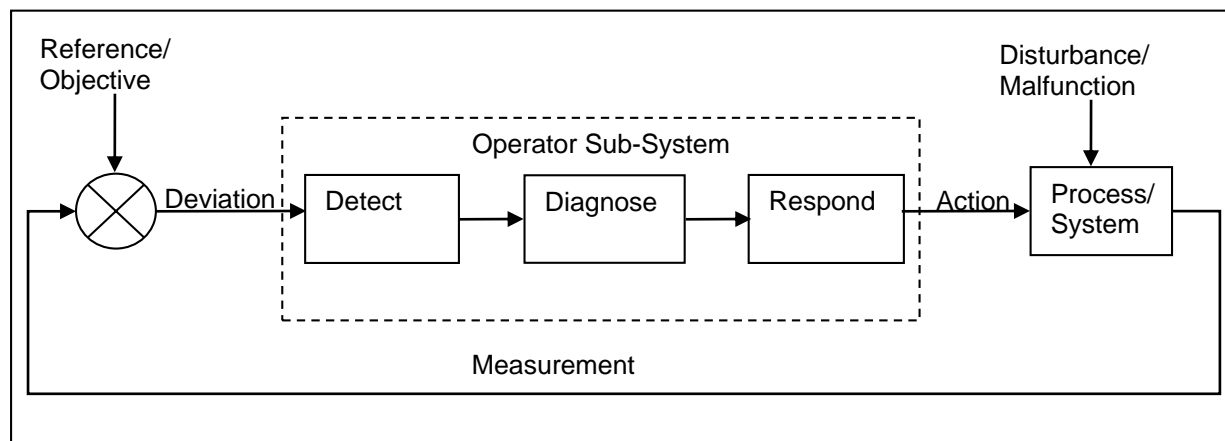 Reference/
Objective
Disturbance/
Malfunction
Operator Sub-System
Deviation
Detect
Diagnose
Respond
Action
Process/
System
Measurement